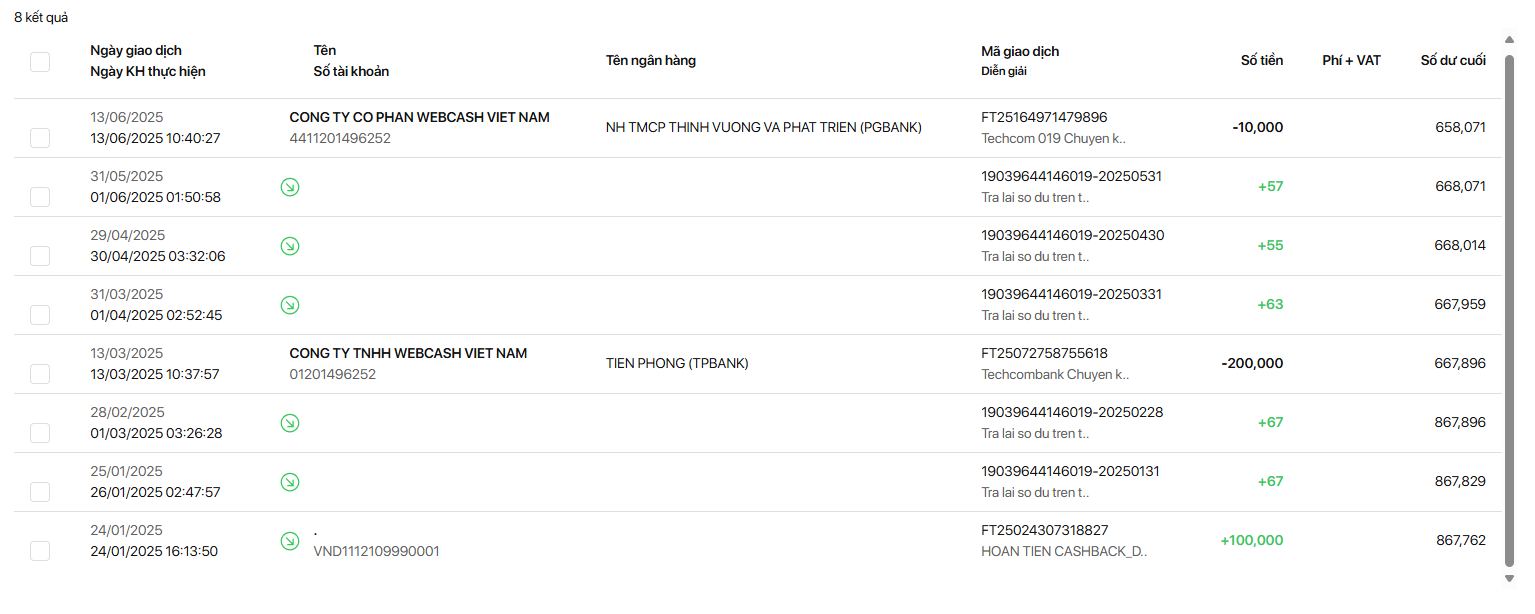 8 kết quả
Ngày giao dịch
Ngày KH thực hiện
Tên
Số tài khoản
Tên ngân hàng
Mã giao dịch
Diễn giải
Số tiền
Phí + VAT
Số dư cuối
13/06/2025
13/06/2025 10:40:27
CONG TY CO PHAN WEBCASH VIET NAM
4411201496252
NH TMCP THINH VUONG VA PHAT TRIEN (PGBANK)
FT25164971479896
Techcom 019 Chuyen k..
-10,000
658,071
31/05/2025
01/06/2025 01:50:58
19039644146019-20250531
Tra lai so du tren t..
+57
668,071
29/04/2025
30/04/2025 03:32:06
19039644146019-20250430
Tra lai so du tren t..
+55
668,014
31/03/2025
01/04/2025 02:52:45
19039644146019-20250331
Tra lai so du tren t..
+63
667,959
13/03/2025
13/03/2025 10:37:57
CONG TY TNHH WEBCASH VIET NAM
01201496252
TIEN PHONG (TPBANK)
FT25072758755618
Techcombank Chuyen k..
-200,000
667,896
28/02/2025
01/03/2025 03:26:28
19039644146019-20250228
Tra lai so du tren t..
+67
867,896
25/01/2025
26/01/2025 02:47:57
19039644146019-20250131
Tra lai so du tren t..
+67
867,829
24/01/2025
24/01/2025 16:13:50
.
VND1112109990001
FT25024307318827
HOAN TIEN CASHBACK_D..
+100,000
867,762